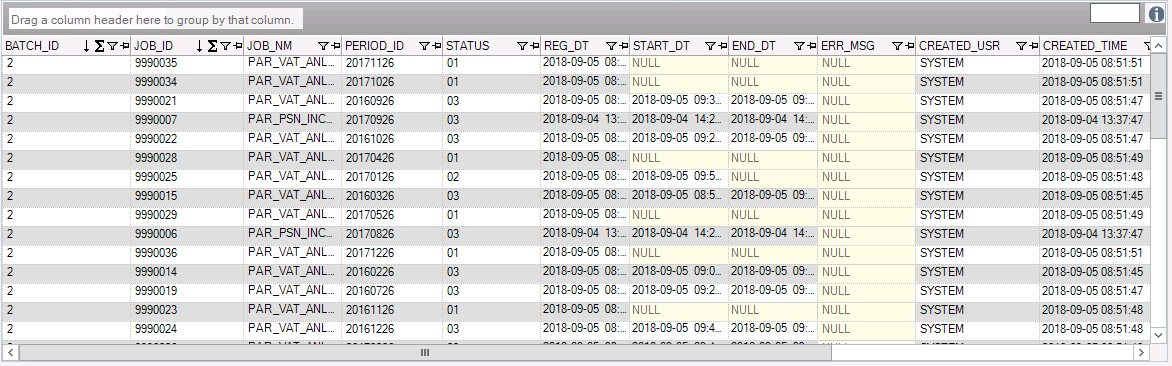 Drag a column header here to group by that column.
BATCH_ID JOB_ID JOB_NM PERIOD_ID STATUS REG_DT START_DT END_DT ERR_MSG CREATED_USR CREATED_TIME
2 9990035 PAR_VAT_ANL... 20171126 01 2018-09-05 08:... NULL NULL NULL SYSTEM 2018-09-05 08:51:51
2 9990034 PAR_VAT_ANL... 20171026 01 2018-09-05 08:... NULL NULL NULL SYSTEM 2018-09-05 08:51:51
2 9990021 PAR_VAT_ANL... 20160926 03 2018-09-05 08:... 2018-09-05 09:3... 2018-09-05 09:... NULL SYSTEM 2018-09-05 08:51:47
2 9990007 PAR_PSN_INC... 20170926 03 2018-09-04 13:... 2018-09-04 14:2... 2018-09-04 14:... NULL SYSTEM 2018-09-04 13:37:47
2 9990022 PAR_VAT_ANL... 20161026 03 2018-09-05 08:... 2018-09-05 09:2... 2018-09-05 09:... NULL SYSTEM 2018-09-05 08:51:47
2 9990028 PAR_VAT_ANL... 20170426 01 2018-09-05 08:... NULL NULL NULL SYSTEM 2018-09-05 08:51:49
2 9990025 PAR_VAT_ANL... 20170126 02 2018-09-05 08:... 2018-09-05 09:5... NULL NULL SYSTEM 2018-09-05 08:51:48
2 9990015 PAR_VAT_ANL... 20160326 03 2018-09-05 08:... 2018-09-05 08:5... 2018-09-05 09:... NULL SYSTEM 2018-09-05 08:51:45
2 9990029 PAR_VAT_ANL... 20170526 01 2018-09-05 08:... NULL NULL NULL SYSTEM 2018-09-05 08:51:49
2 9990006 PAR_PSN_INC... 20170826 03 2018-09-04 13:... 2018-09-04 14:2... 2018-09-04 14:... NULL SYSTEM 2018-09-04 13:37:47
2 9990036 PAR_VAT_ANL... 20171226 01 2018-09-05 08:... NULL NULL NULL SYSTEM 2018-09-05 08:51:51
2 9990014 PAR_VAT_ANL... 20160226 03 2018-09-05 08:... 2018-09-05 09:0... 2018-09-05 09:... NULL SYSTEM 2018-09-05 08:51:45
2 9990019 PAR_VAT_ANL... 20160726 03 2018-09-05 08:... 2018-09-05 09:2... 2018-09-05 09:... NULL SYSTEM 2018-09-05 08:51:47
2 9990023 PAR_VAT_ANL... 20161126 01 2018-09-05 08:... NULL NULL NULL SYSTEM 2018-09-05 08:51:48
2 9990024 PAR_VAT_ANL... 20161226 03 2018-09-05 08:... 2018-09-05 09:4... 2018-09-05 09:... NULL SYSTEM 2018-09-05 08:51:48